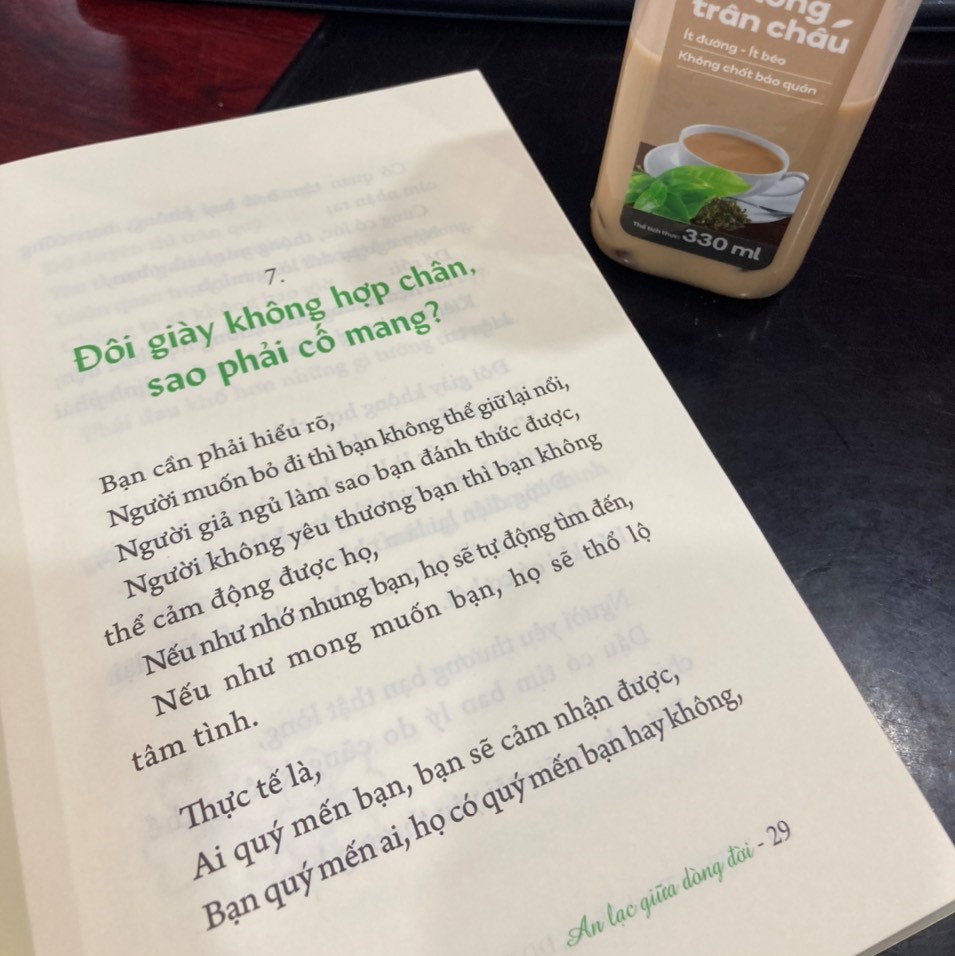 trân châu
Ít đường - Ít béo
Không chất bảo quản
Thể tích thực: 330 ml
7.
Đôi giày không hợp chân,
sao phải cố mang?
Bạn cần phải hiểu rõ,
Người muốn bỏ đi thì bạn không thể giữ lại nổi,
Người giả ngủ làm sao bạn đánh thức được,
Người không yêu thương bạn thì bạn không
thể cảm động được họ,
Nếu như nhớ nhung bạn, họ sẽ tự động tìm đến,
Nếu như mong muốn bạn, họ sẽ thổ lộ
tâm tình.
Thực tế là,
Ai quý mến bạn, bạn sẽ cảm nhận được,
Bạn quý mến ai, họ có quý mến bạn hay không,
An lạc giữa dòng đời - 29